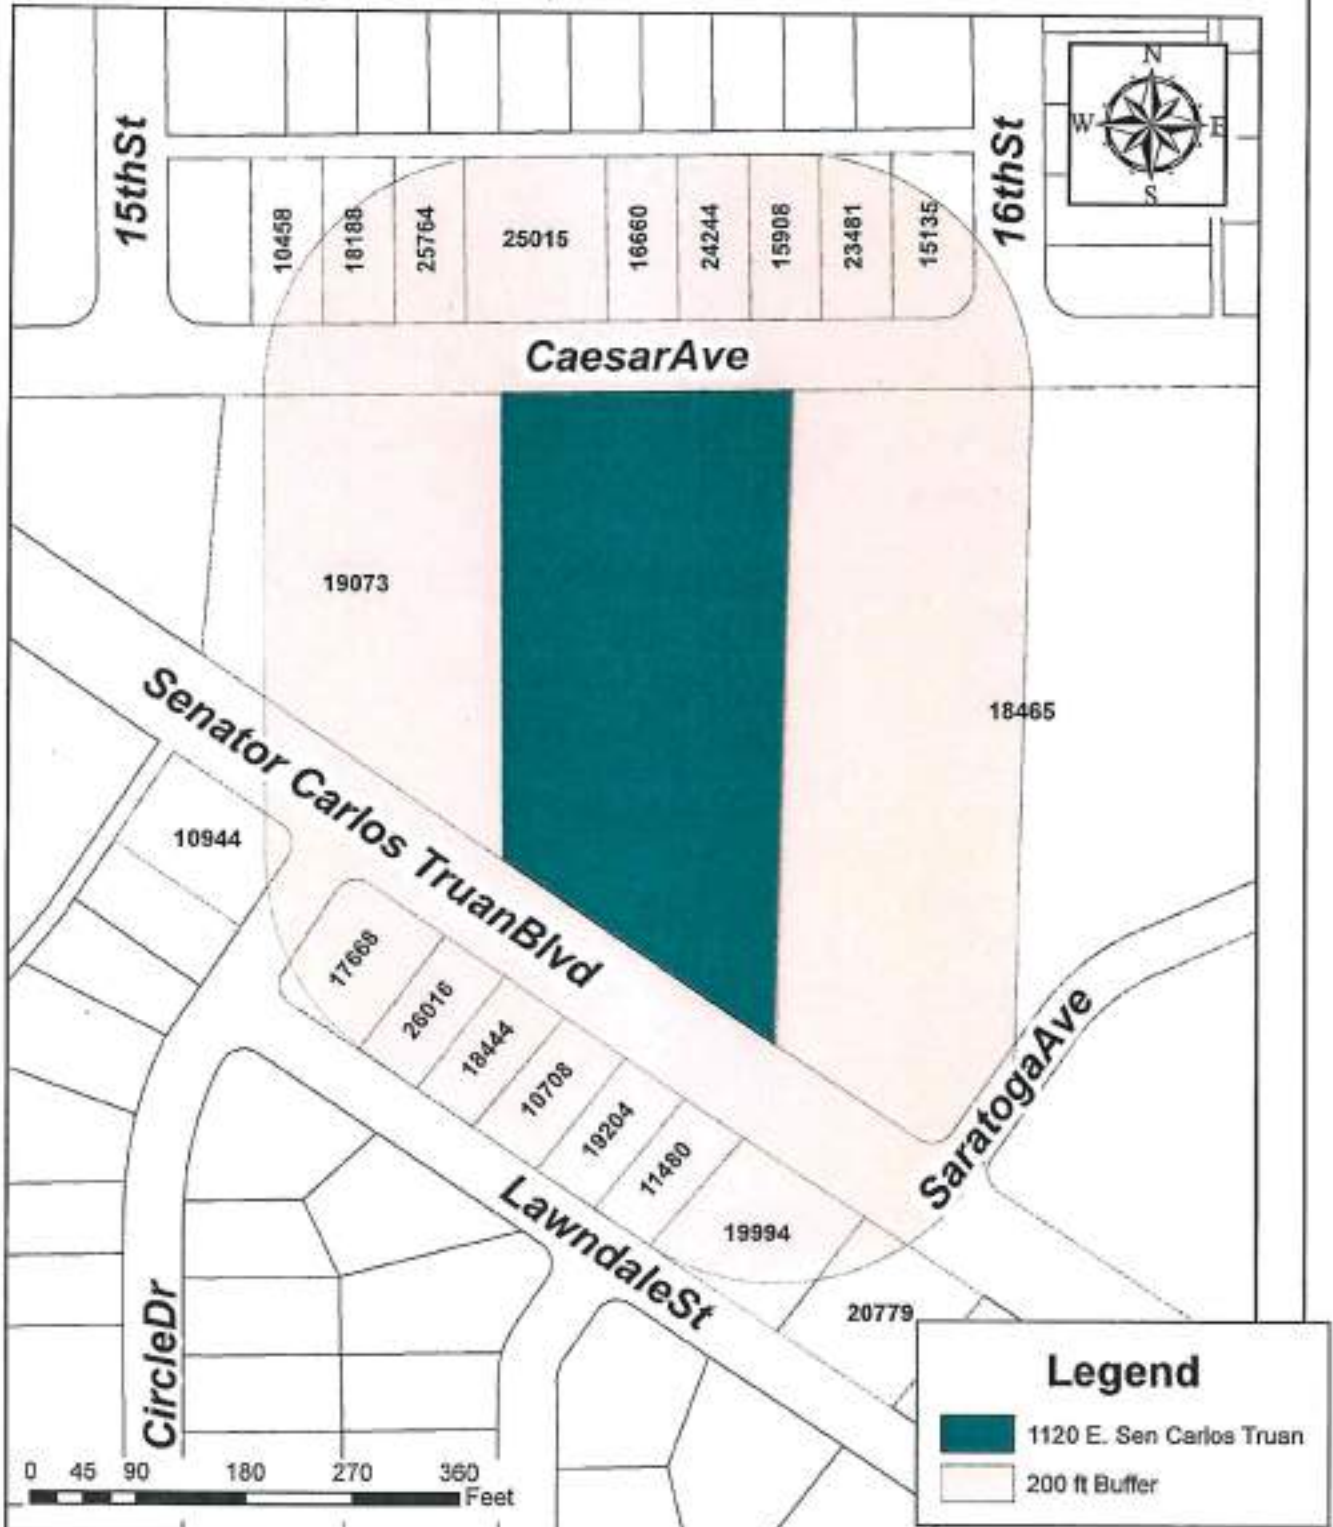 N
W E
S
15thSt
16thSt
10458
18188
25764
25015
16660
24244
15908
23481
15135
CaesarAve
19073
18465
Senator Carlos TruanBlvd
10944
17668
26016
18444
10708
19204
11480
19994
20779
SaratogaAve
LawndaleSt
CircleDr
Legend
1120 E. Sen Carlos Truan
200 ft Buffer
0 45 90 180 270 360
Feet